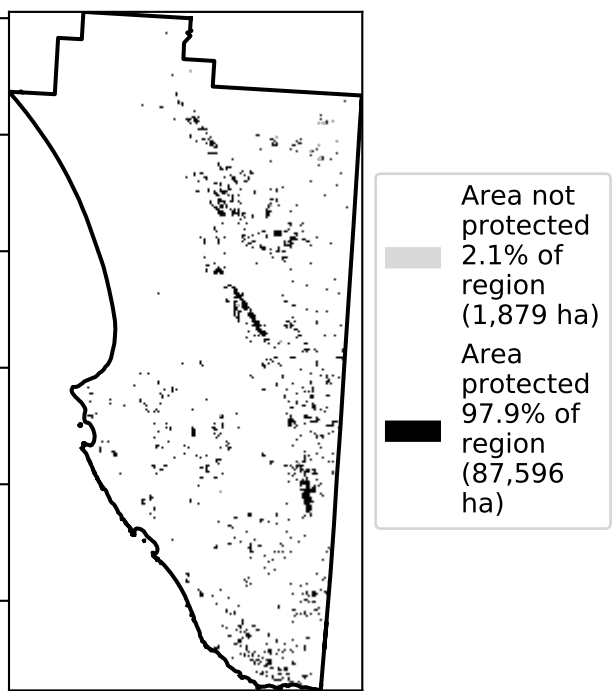 Area not
protected
2.1% of
region
(1,879 ha)
Area
protected
97.9% of
region
(87,596
ha)